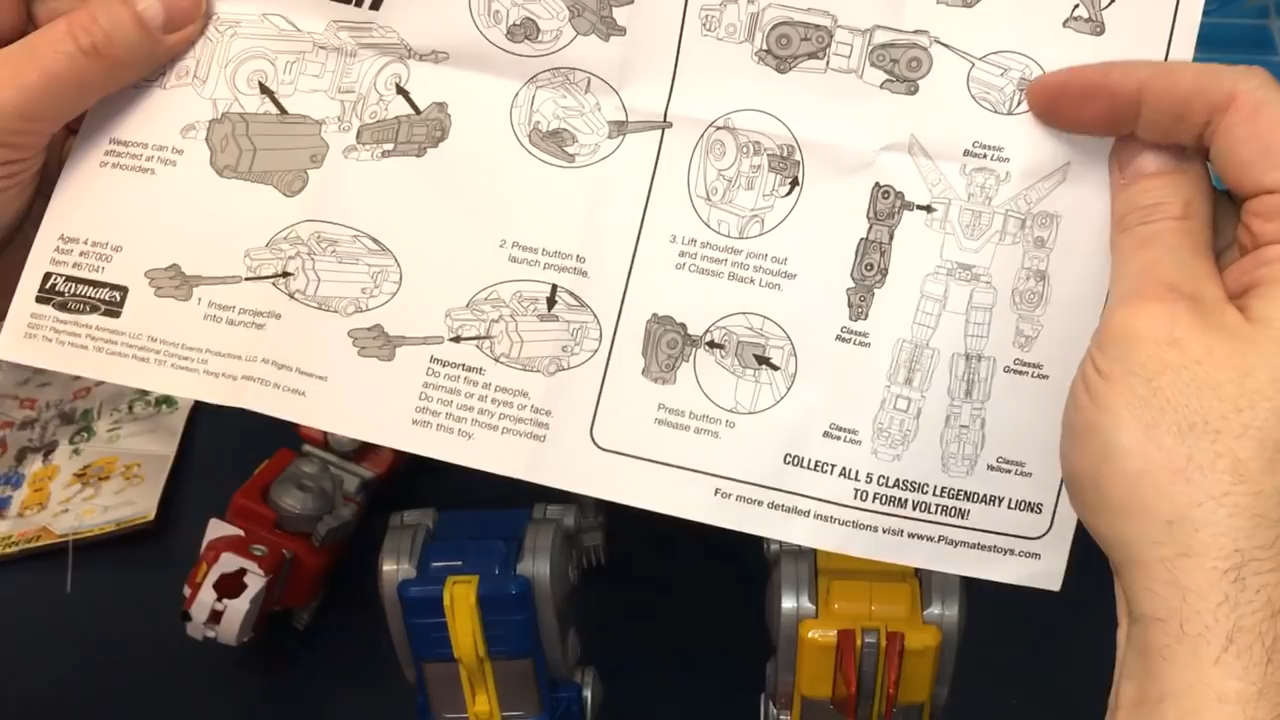 Weapons can be
attached at hips
or shoulders.
Ages 4 and up
Asst. #67000
Item #67041
Playmates
TOYS
©2017 DreamWorks Animation LLC. TM World Events Productions, LLC. All Rights Reserved.
©2017 Playmates. Playmates International Company Ltd.
23/F, The Toy House, 100 Canton Road, TST, Kowloon, Hong Kong. PRINTED IN CHINA.
1 Insert projectile
into launcher.
2. Press button to
launch projectile.
Important:
Do not fire at people,
animals or at eyes or face.
Do not use any projectiles
other than those provided
with this toy.
3. Lift shoulder joint out
and insert into shoulder
of Classic Black Lion.
Press button to
release arms.
Classic
Black Lion
Classic
Red Lion
Classic
Green Lion
Classic
Blue Lion
Classic
Yellow Lion
COLLECT ALL 5 CLASSIC LEGENDARY LIONS
TO FORM VOLTRON!
For more detailed instructions visit www.Playmatestoys.com